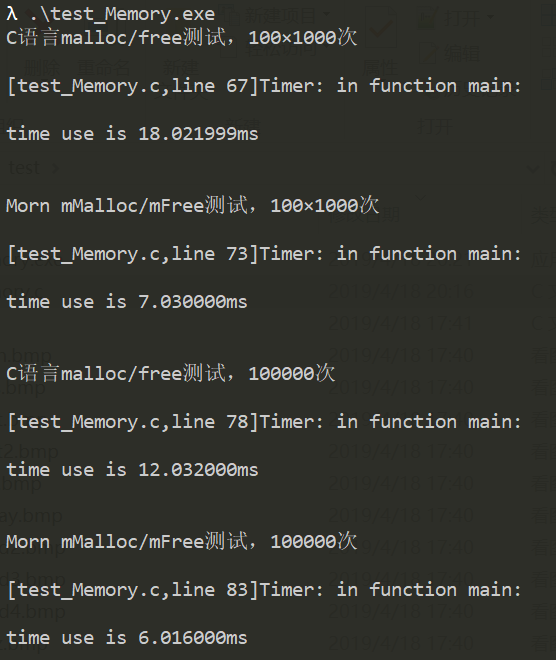 λ .\test_Memory.exe
C语言malloc/free测试，100×1000次
[test_Memory.c,line 67]Timer: in function main:
time use is 18.021999ms
Morn mMalloc/mFree测试，100×1000次
[test_Memory.c,line 73]Timer: in function main:
time use is 7.030000ms
C语言malloc/free测试，100000次
[test_Memory.c,line 78]Timer: in function main:
time use is 12.032000ms
Morn mMalloc/mFree测试，100000次
[test_Memory.c,line 83]Timer: in function main:
time use is 6.016000ms